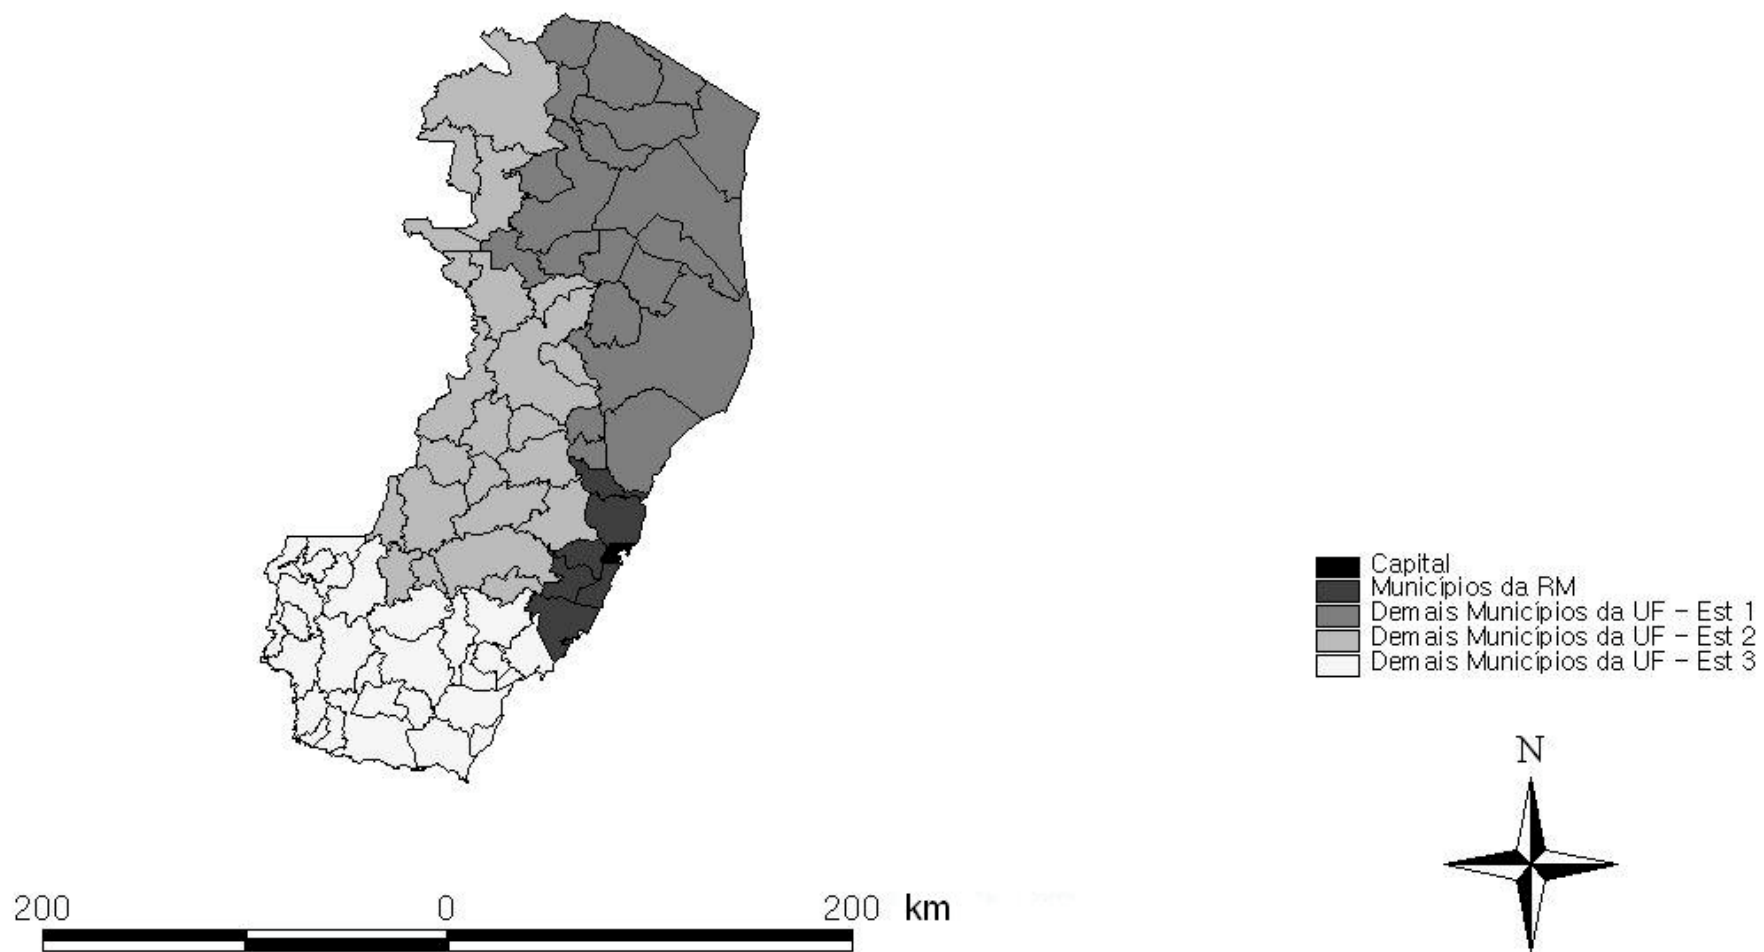 Capital
Municípios da RM
Demais Municípios da UF - Est 1
Demais Municípios da UF - Est 2
Demais Municípios da UF - Est 3
N
200 0 200 km